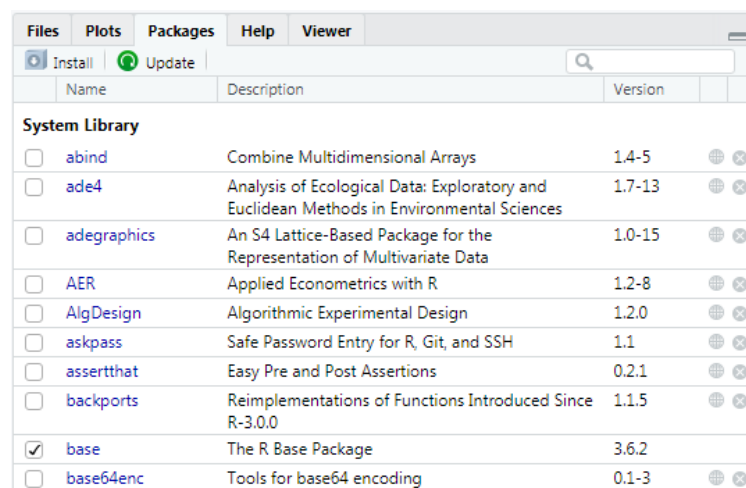 Files Plots Packages Help Viewer
Install Update
Name Description Version
System Library
abind Combine Multidimensional Arrays 1.4-5
ade4 Analysis of Ecological Data: Exploratory and 1.7-13
Euclidean Methods in Environmental Sciences
adegraphics An S4 Lattice-Based Package for the 1.0-15
Representation of Multivariate Data
AER Applied Econometrics with R 1.2-8
AlgDesign Algorithmic Experimental Design 1.2.0
askpass Safe Password Entry for R, Git, and SSH 1.1
assertthat Easy Pre and Post Assertions 0.2.1
backports Reimplementations of Functions Introduced Since 1.1.5
R-3.0.0
base The R Base Package 3.6.2
base64enc Tools for base64 encoding 0.1-3